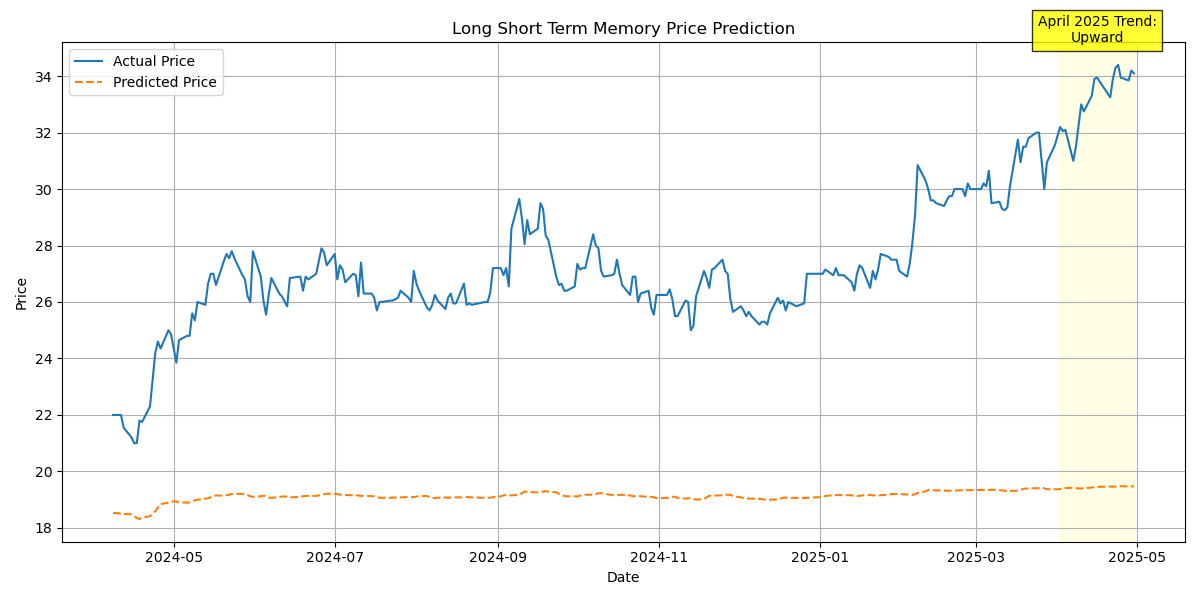 Long Short Term Memory Price Prediction
April 2025 Trend:
Upward
Actual Price
Predicted Price
Price
34
32
30
28
26
24
22
20
18
2024-05
2024-07
2024-09
2024-11
2025-01
2025-03
2025-05
Date